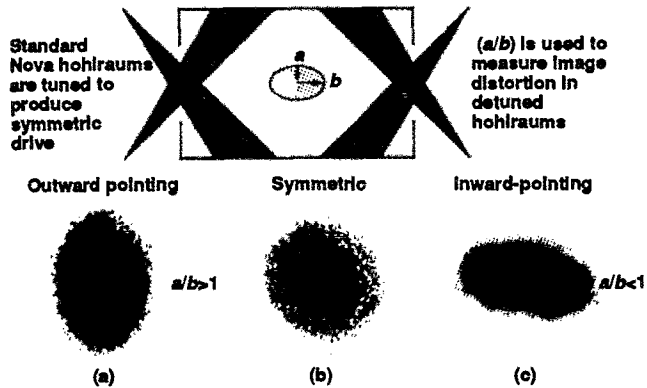 Standard
Nova hohlraums
are tuned to
produce
symmetric
drive
a
b
(a/b) is used to
measure image
distortion in
detuned
hohlraums
Outward pointing
Symmetric
Inward-pointing
a/b>1
a/b<1
(a)
(b)
(c)